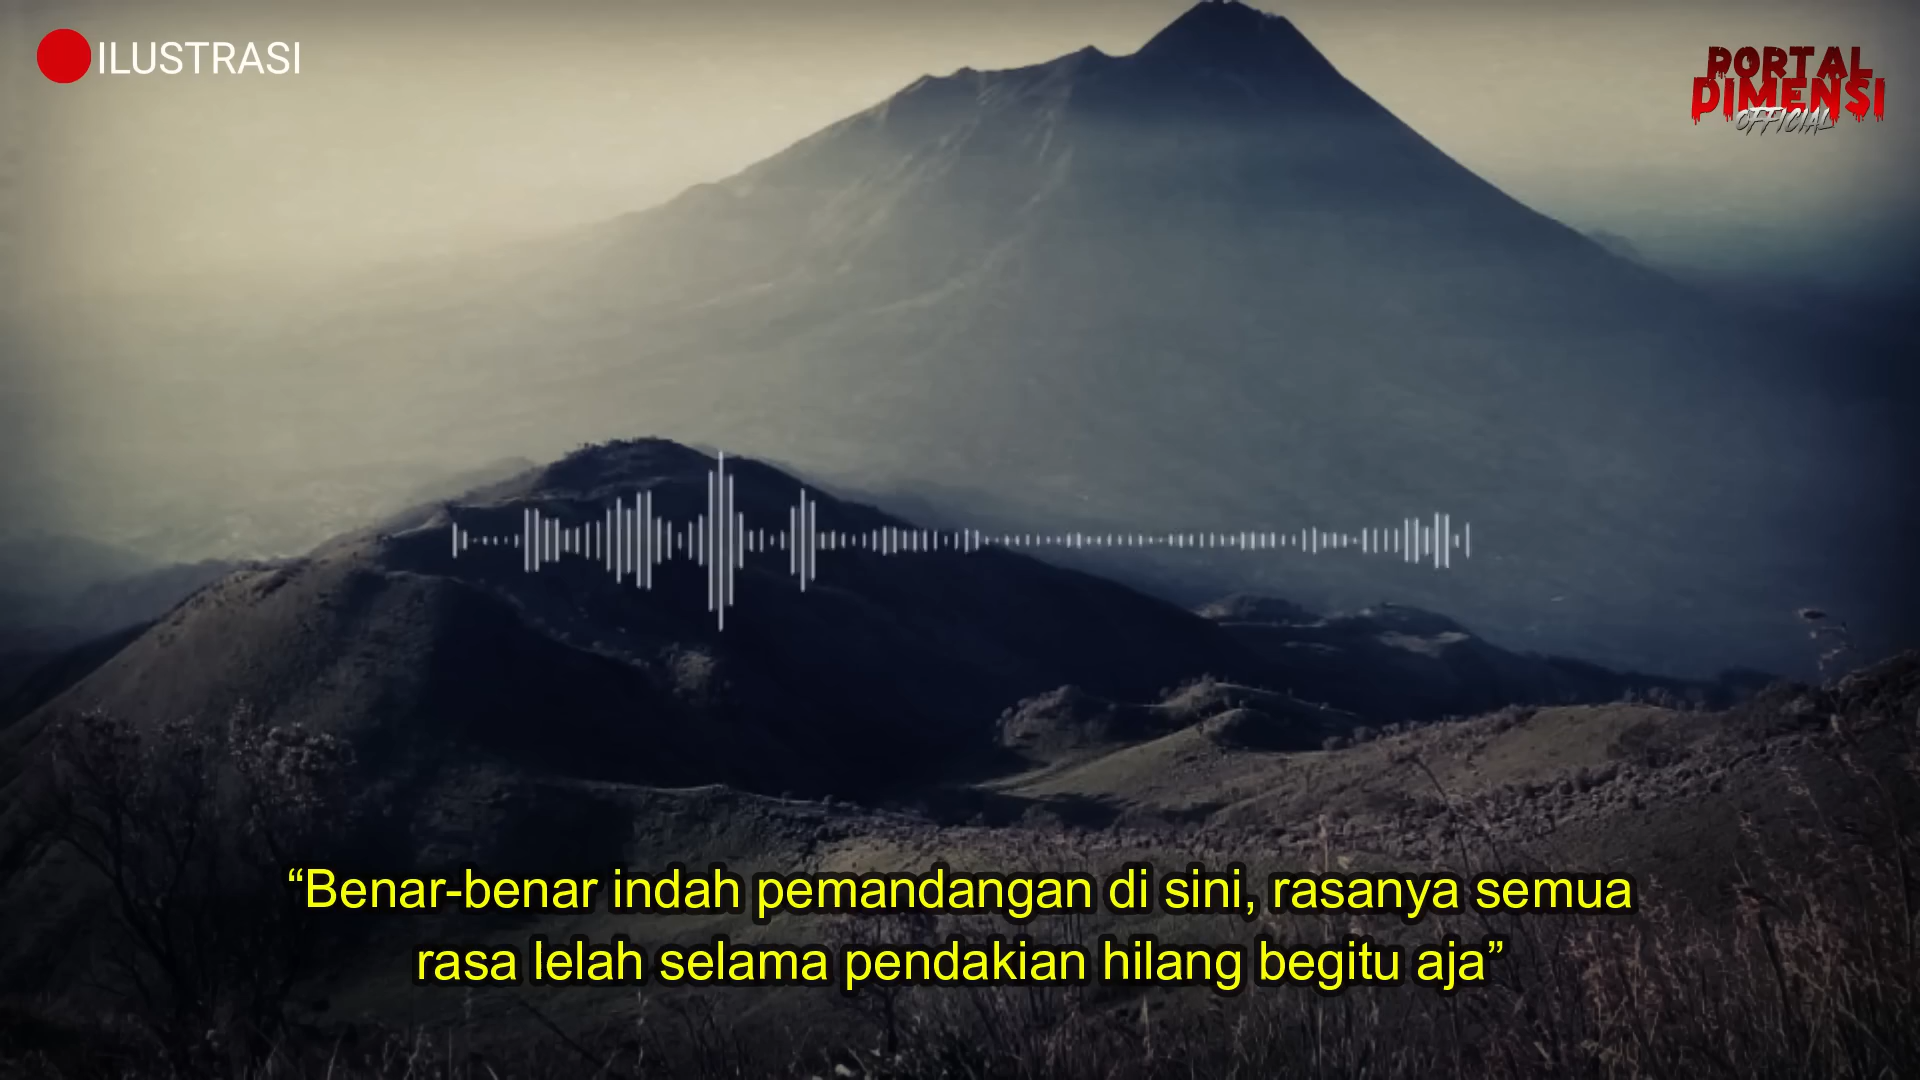 ILUSTRASI
PORTAL
DIMENSI
OFFICIAL
“Benar-benar indah pemandangan di sini, rasanya semua
rasa lelah selama pendakian hilang begitu aja”